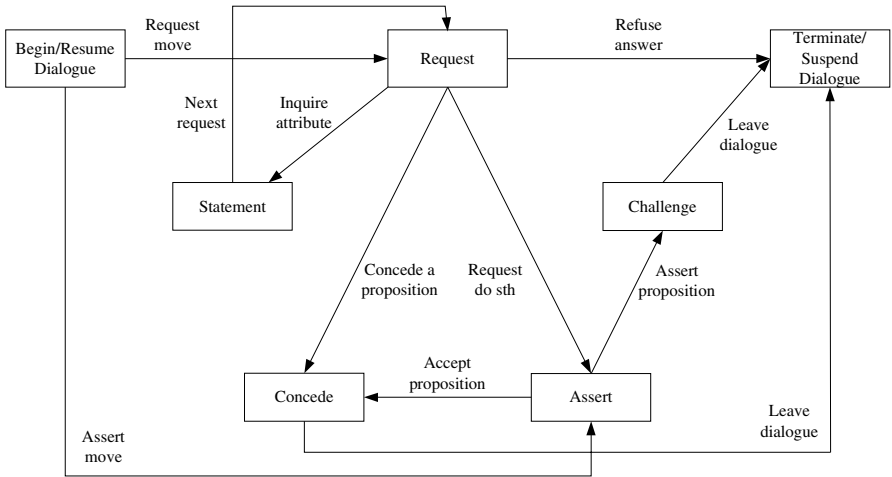 Begin/Resume
Dialogue
Request
move
Request
Refuse
answer
Terminate/
Suspend
Dialogue
Next
request
Inquire
attribute
Leave
dialogue
Statement
Challenge
Concede a
proposition
Request
do sth
Assert
proposition
Accept
proposition
Concede
Assert
Leave
dialogue
Assert
move